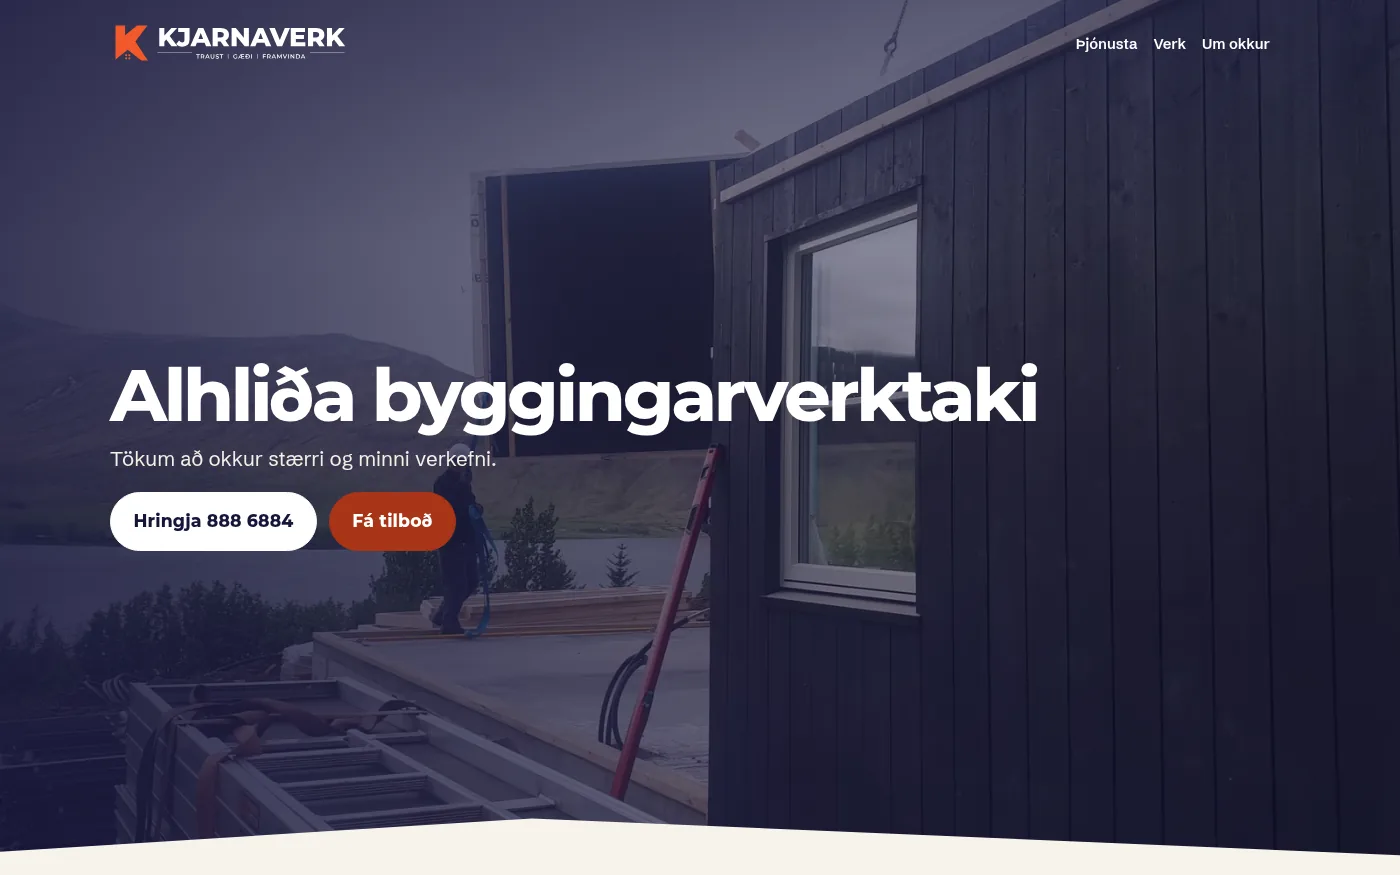 KJARNAVERK
TRAUST | GÆÐI | FRAMVINDA
Þjónusta Verk Um okkur
Alhliða byggingarverktaki
Tökum að okkur stærri og minni verkefni.
Hringja 888 6884 Fá tilboð